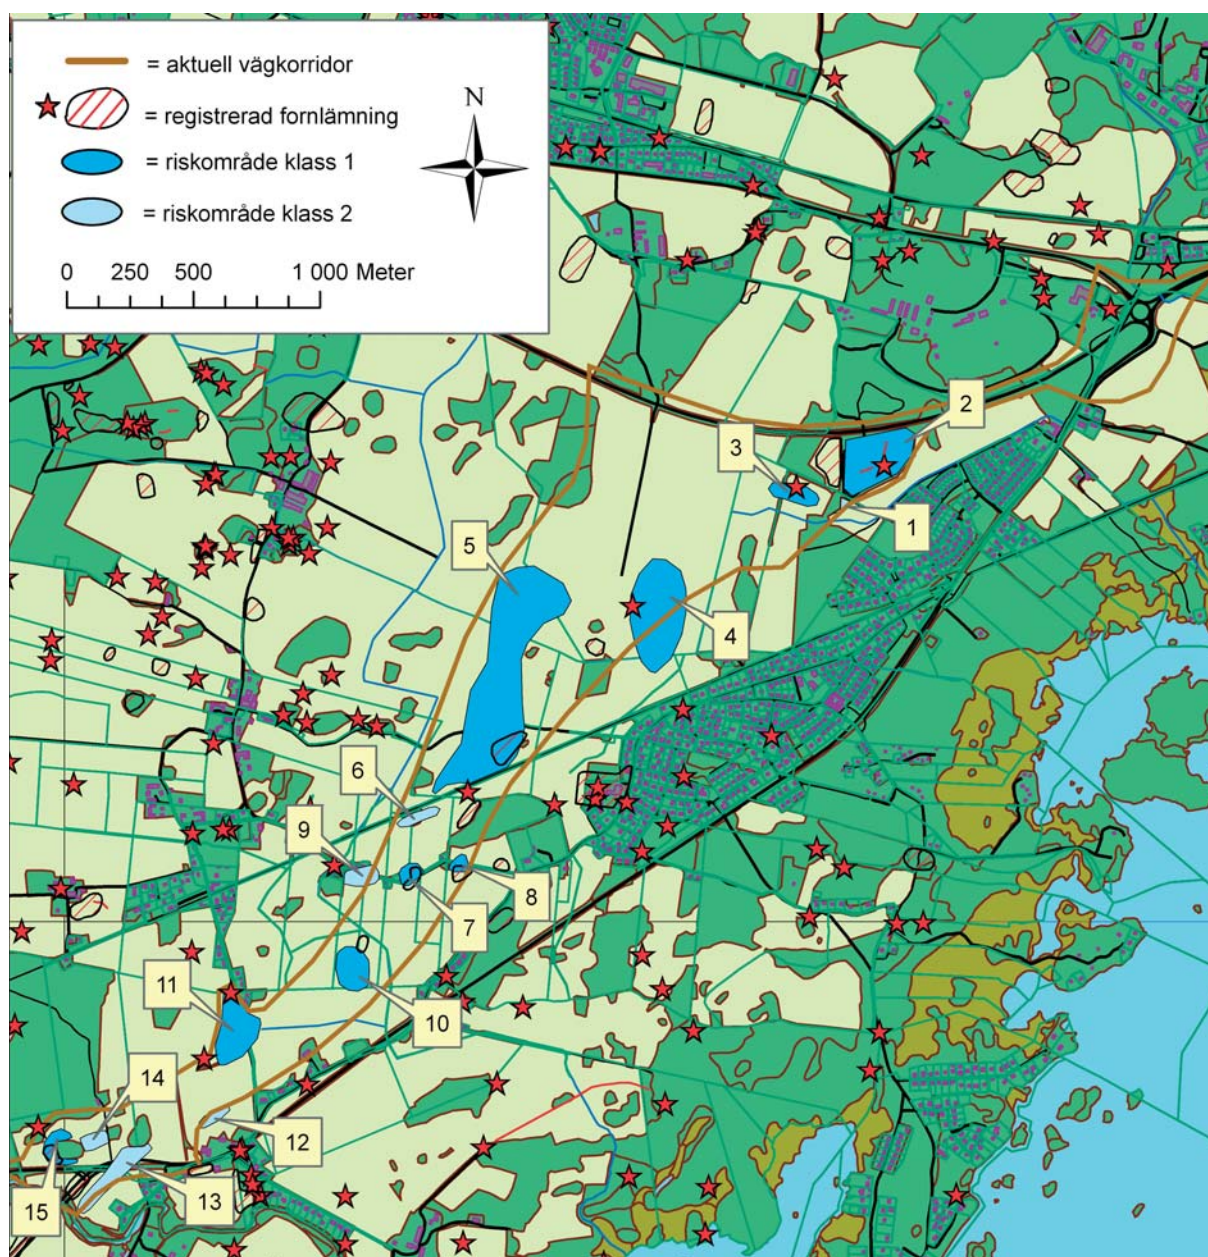 = aktuell vägkorridor
= registrerad fornlämning
= riskområde klass 1
= riskområde klass 2
N
0 250 500 1 000 Meter
2
3
1
5
4
6
9
8
7
11
10
14
12
13
15